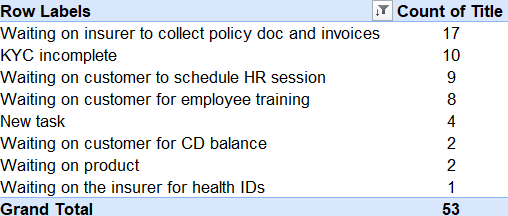 Row Labels Count of Title
Waiting on insurer to collect policy doc and invoices 17
KYC incomplete 10
Waiting on customer to schedule HR session 9
Waiting on customer for employee training 8
New task 4
Waiting on customer for CD balance 2
Waiting on product 2
Waiting on the insurer for health IDs 1
Grand Total 53